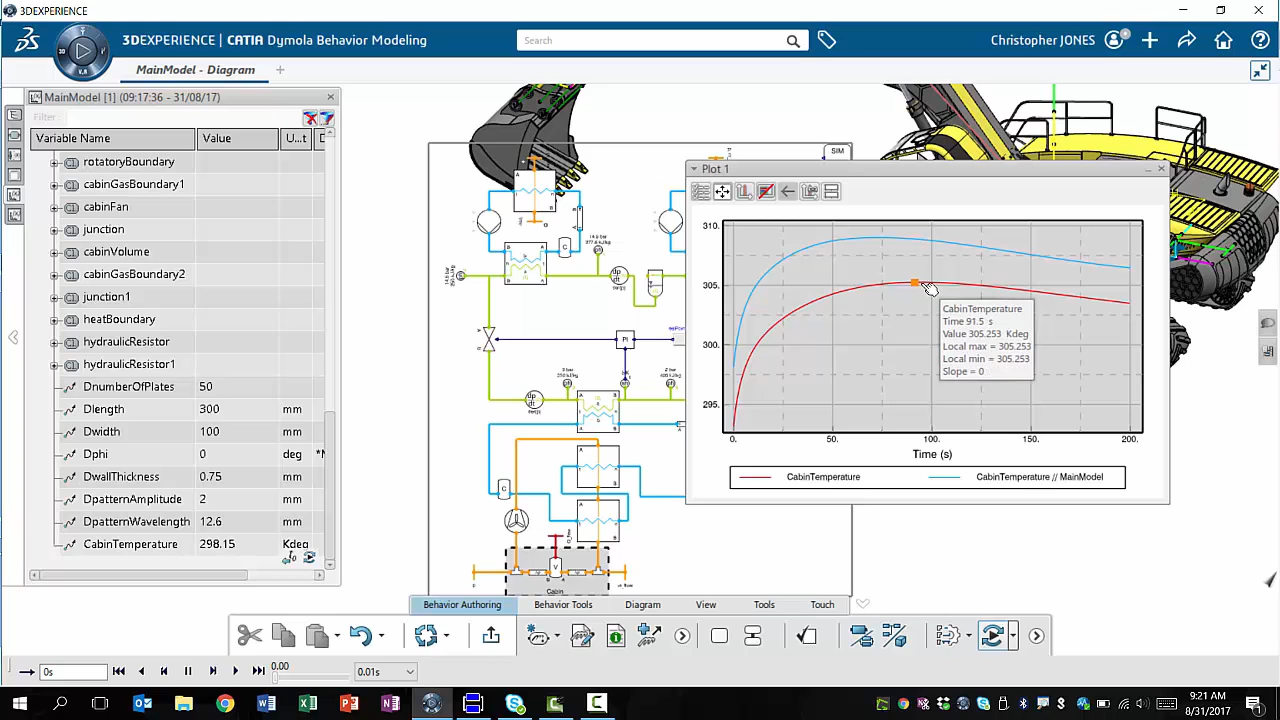 3DEXPERIENCE
3DEXPERIENCE | CATIA Dymola Behavior Modeling
Search
Christopher JONES
MainModel - Diagram
MainModel [1] (09:17:36 - 31/08/17)
Filter
Variable Name Value U...t
rotatoryBoundary
cabinGasBoundary1
cabinFan
junction
cabinVolume
cabinGasBoundary2
junction1
heatBoundary
hydraulicResistor
hydraulicResistor1
DnumberOfPlates 50
Dlength 300 mm
Dwidth 100 mm
Dphi 0 deg
DwallThickness 0.75 mm
DpatternAmplitude 2 mm
DpatternWavelength 12.6 mm
CabinTemperature 298.15 Kdeg
SIM
C
PI
C
V
Cabin
Plot 1
310.
305.
300.
295.
0. 50. 100. 150. 200.
Time (s)
CabinTemperature
Time 91.5 s
Value 305.253 Kdeg
Local max = 305.253
Local min = 305.253
Slope = 0
CabinTemperature CabinTemperature // MainModel
Behavior Authoring Behavior Tools Diagram View Tools Touch
0s 0.00 0.01s
9:21 AM
8/31/2017